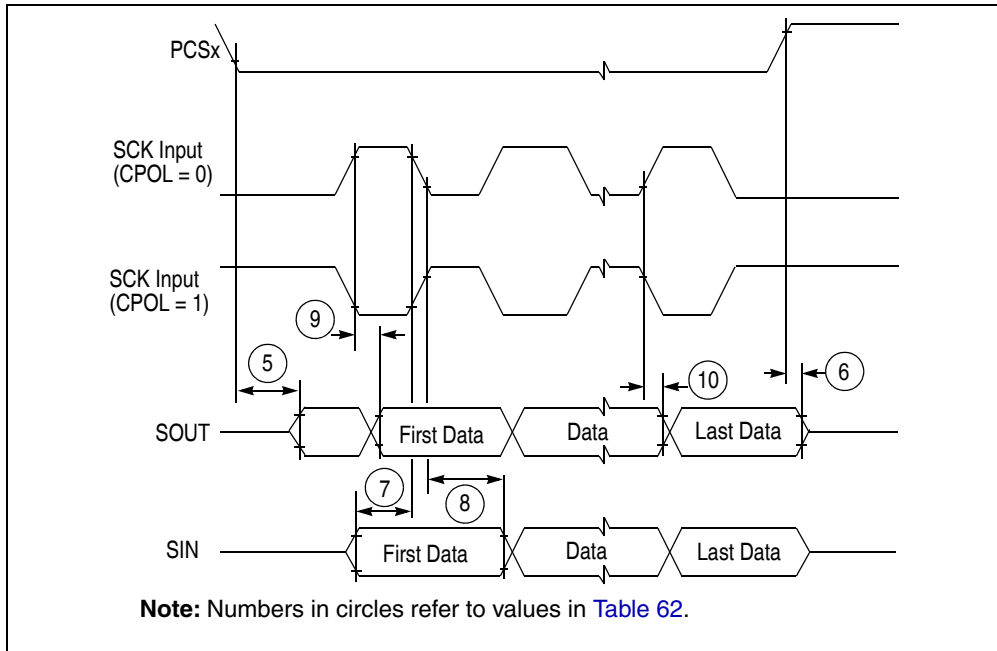 PCSx
SCK Input
(CPOL = 0)
SCK Input
(CPOL = 1)
9
5
10
6
SOUT
First Data
Data
Last Data
7
8
SIN
First Data
Data
Last Data
Note: Numbers in circles refer to values in Table 62.